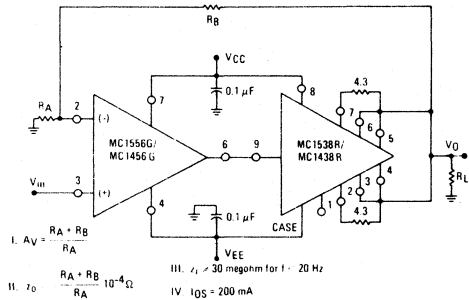 RB
VCC
0.1 µF
RA
2
(-)
7
MC1556G/
MC1456G
6
9
8
MC1538R/
MC1438R
4.3
7
6
5
VO
RL
4
3
2
1
4.3
CASE
Vin
3
(+)
4
0.1 µF
VEE
I. AV = RA + RB
RA
II. zo RA + RB 10-4Ω
RA
III. zi ≠ 30 megohm for f 20 Hz
IV. IOS = 200 mA